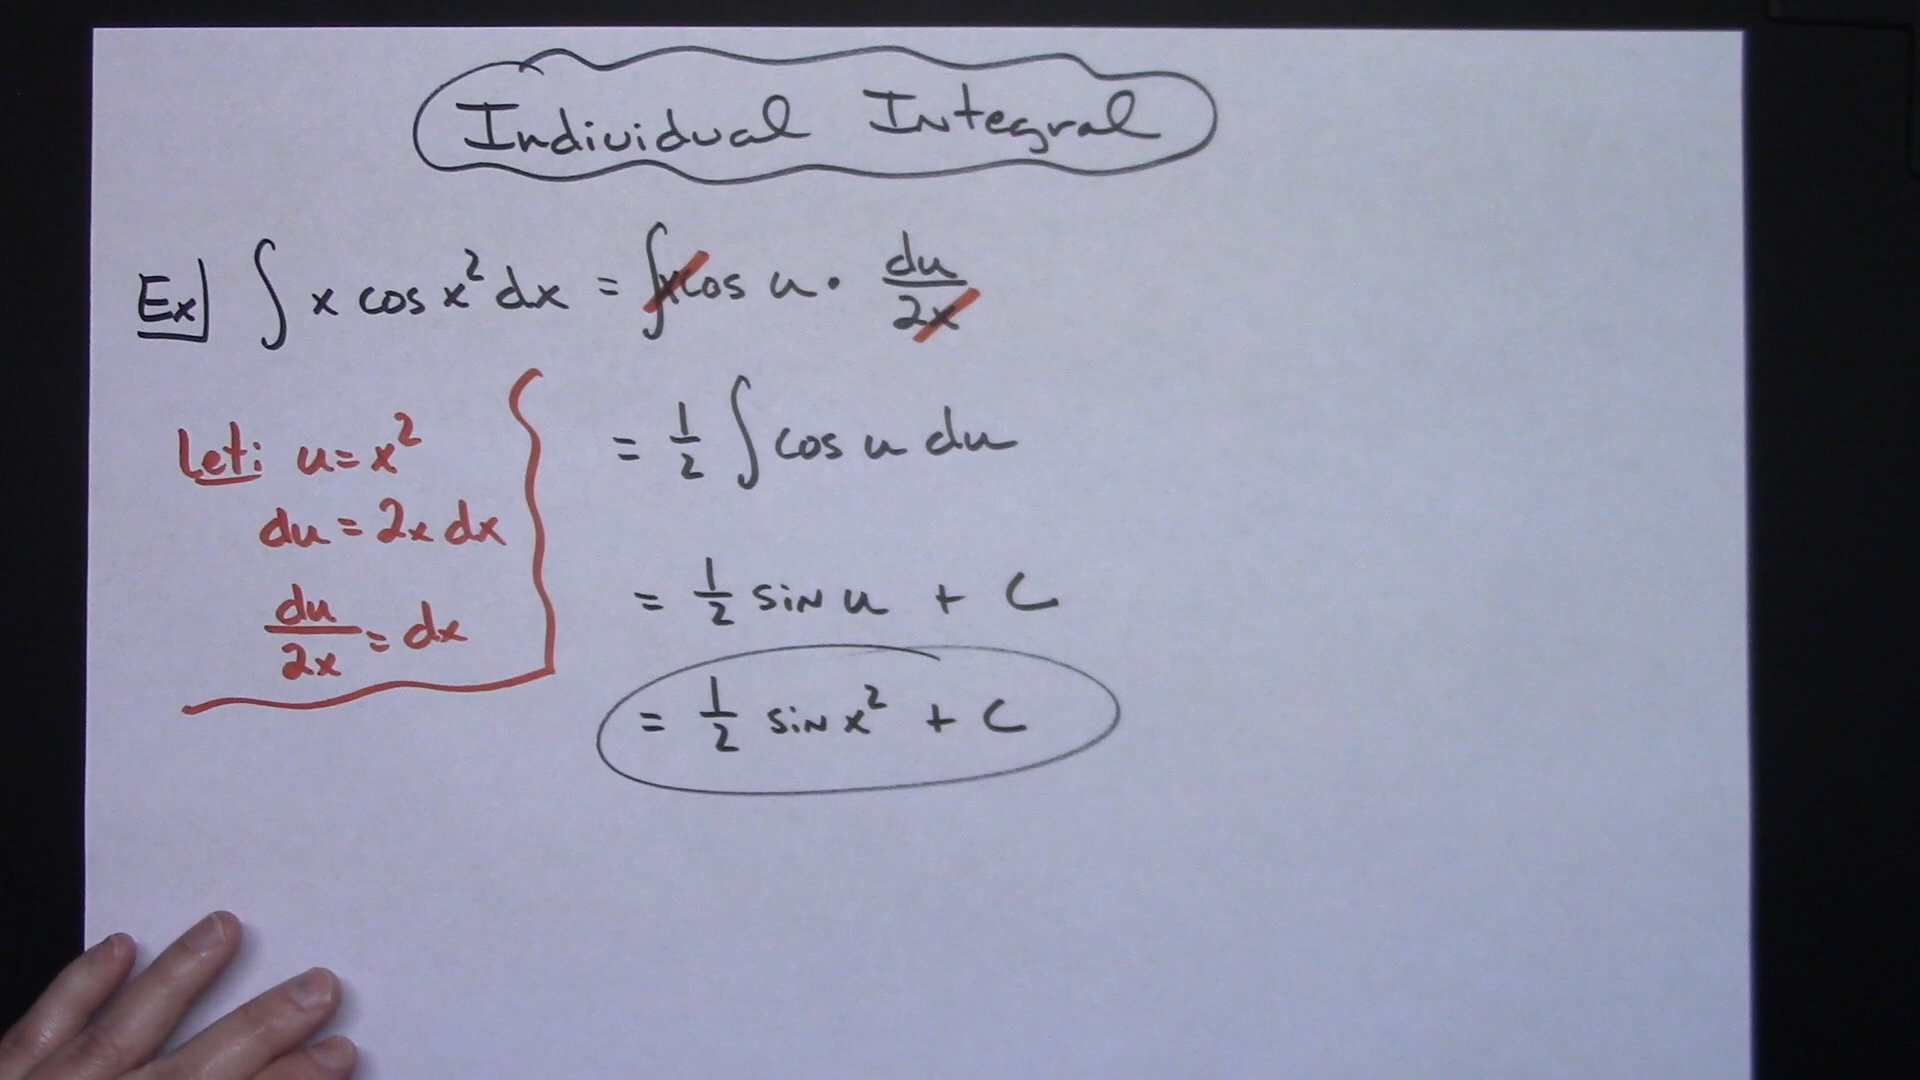 Individual Integral
Ex ∫ x cos x² dx = ∫ x cos u · du/2x
Let: u = x²
du = 2x dx
du/2x = dx
= 1/2 ∫ cos u du
= 1/2 sin u + C
= 1/2 sin x² + C